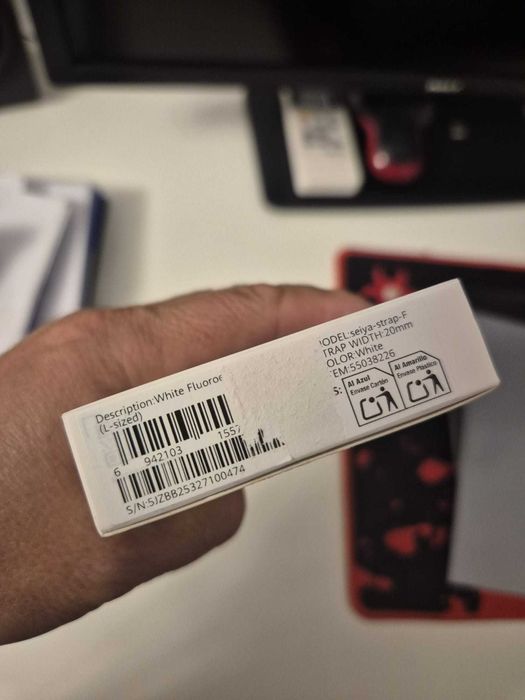 Description:White Fluoro
(L-sized)
6 942103 155
S/N:5JZBB25327100474
ODEL:seiya-strap-F
TRAP WIDTH:20mm
OLOR:White
EM:55038226
S:
Al Azul
Envase Cartón
Al Amarillo
Envase Plástico